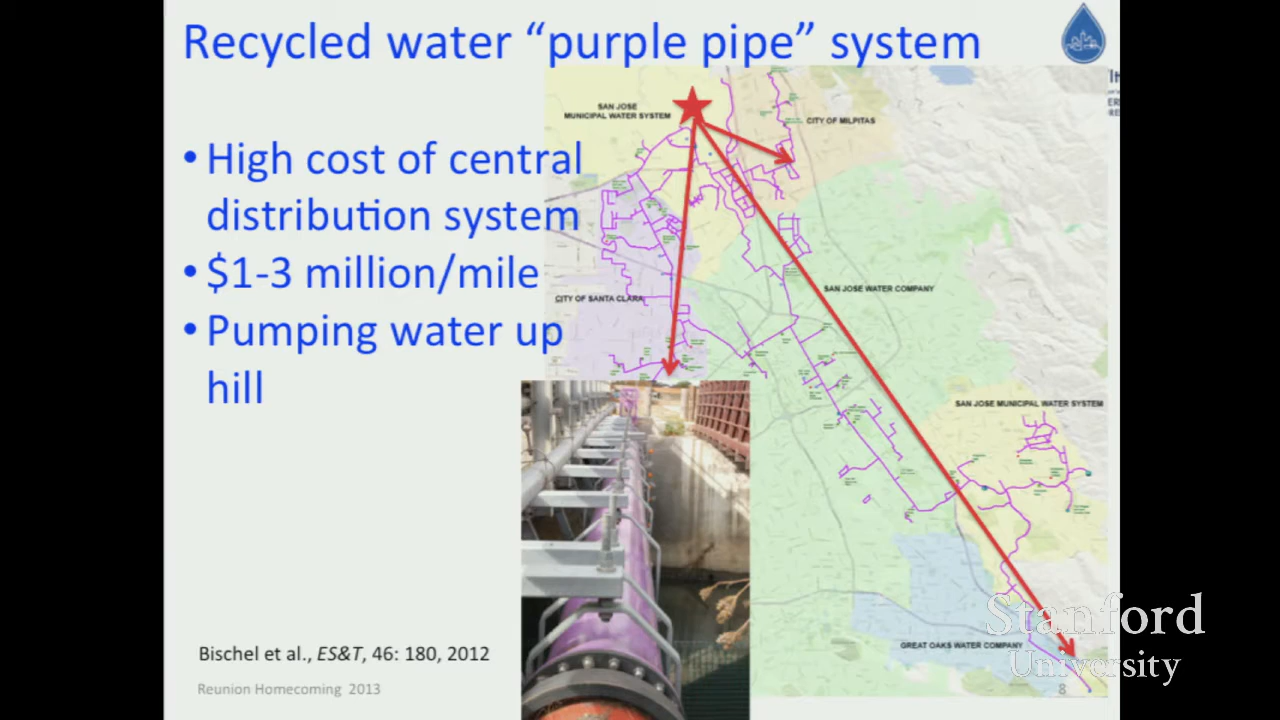 Recycled water “purple pipe” system
• High cost of central
distribution system
• $1-3 million/mile
• Pumping water up
hill
SAN JOSE
MUNICIPAL WATER SYSTEM
CITY OF MILPITAS
SAN JOSE WATER COMPANY
CITY OF SANTA CLARA
SAN JOSE MUNICIPAL WATER SYSTEM
GREAT OAKS WATER COMPANY
Bischel et al., ES&T, 46: 180, 2012
Reunion Homecoming 2013
8
Stanford
University